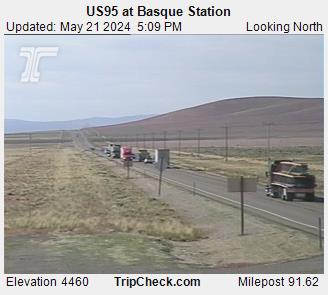 US95 at Basque Station
Updated: May 21 2024 5:09 PM Looking North
Elevation 4460 TripCheck.com Milepost 91.62